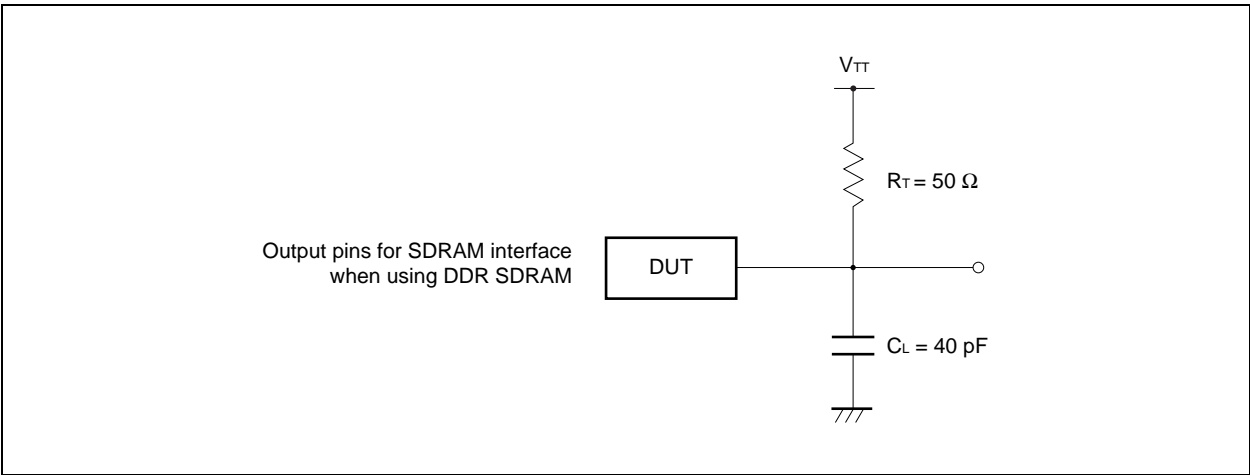 VTT
RT = 50 Ω
Output pins for SDRAM interface
when using DDR SDRAM
DUT
CL = 40 pF